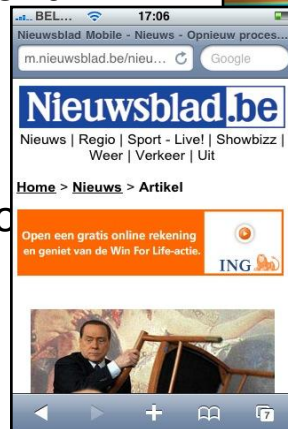 BEL... 17:06
Nieuwsblad Mobile - Nieuws - Opnieuw proces...
m.nieuwsblad.be/nieu... Google
Nieuwsblad.be
Nieuws | Regio | Sport - Live! | Showbizz |
Weer | Verkeer | Uit
Home > Nieuws > Artikel
Open een gratis online rekening
en geniet van de Win For Life-actie.
ING
7